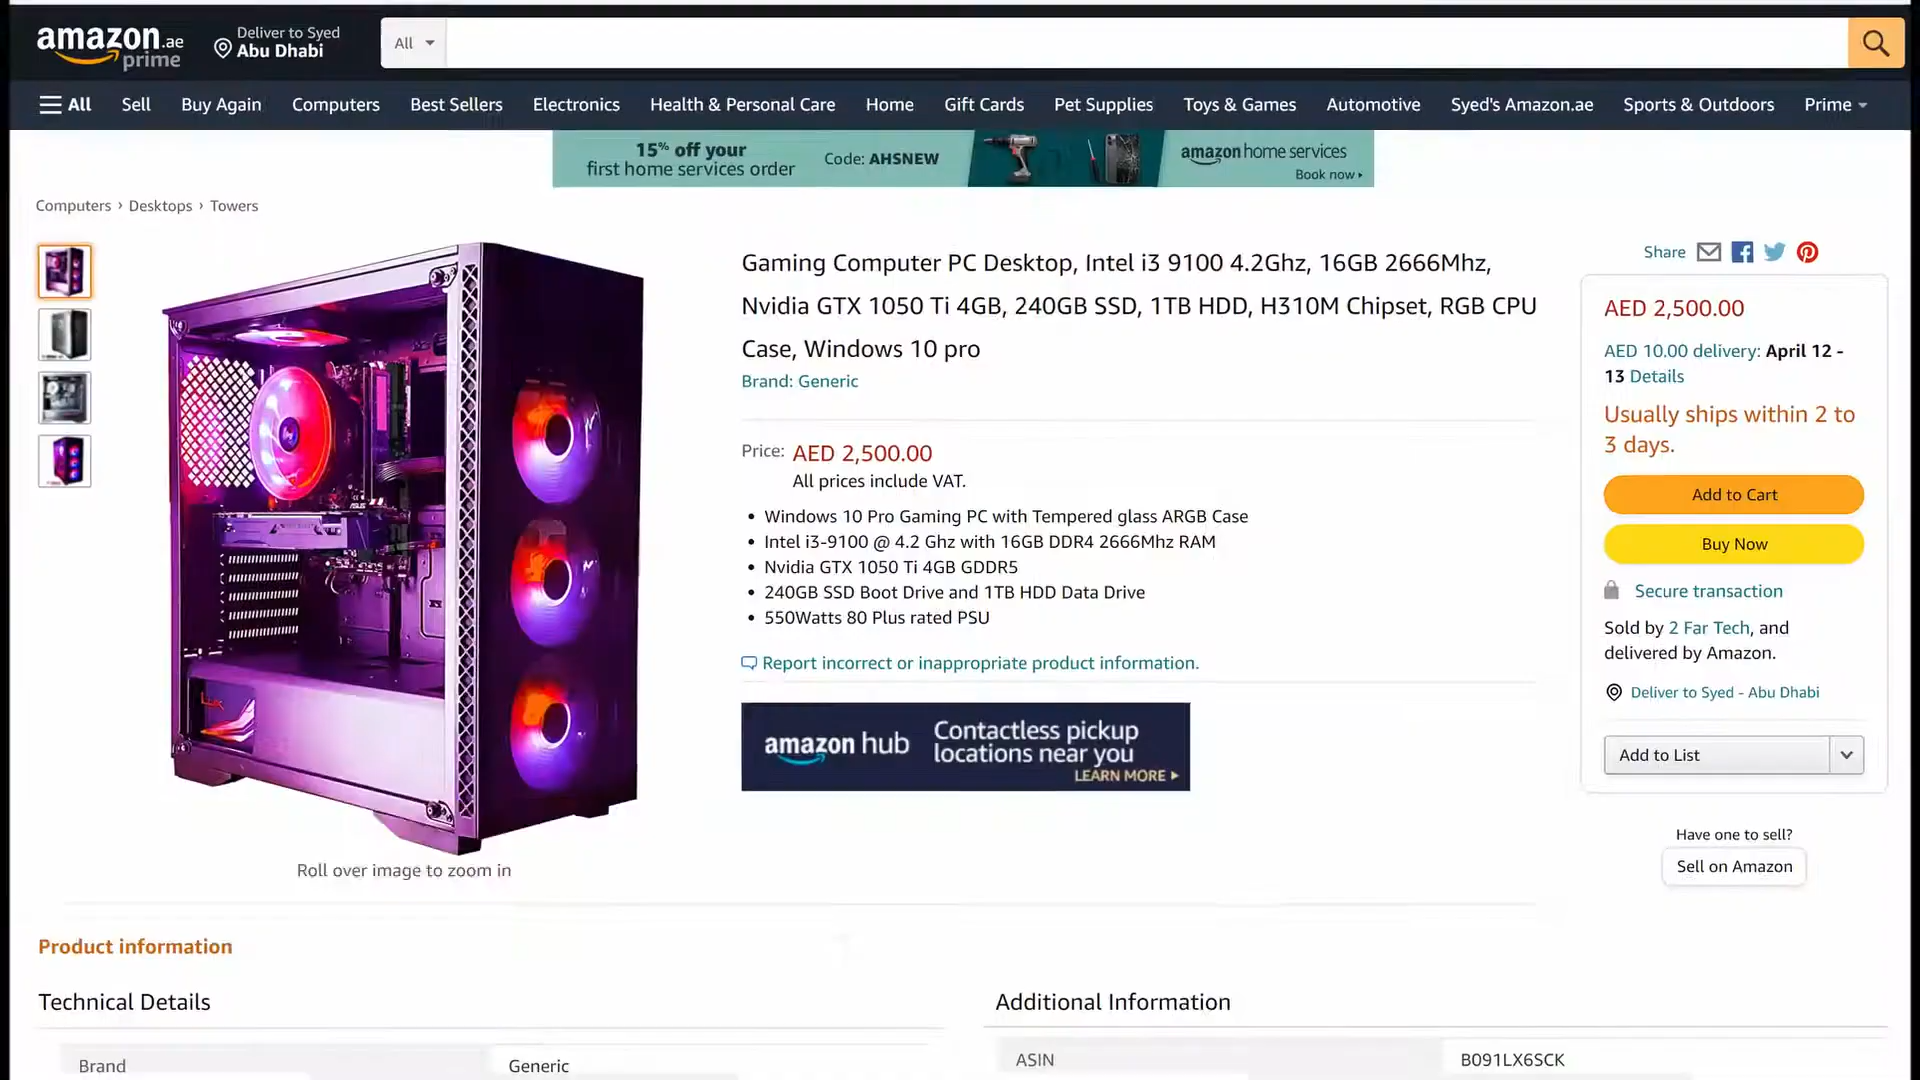 amazon.ae
prime
Deliver to Syed
Abu Dhabi
All
All
Sell
Buy Again
Computers
Best Sellers
Electronics
Health & Personal Care
Home
Gift Cards
Pet Supplies
Toys & Games
Automotive
Syed's Amazon.ae
Sports & Outdoors
Prime
15% off your
first home services order
Code: AHSNEW
amazon home services
Book now
Computers › Desktops › Towers
Gaming Computer PC Desktop, Intel i3 9100 4.2Ghz, 16GB 2666Mhz,
Nvidia GTX 1050 Ti 4GB, 240GB SSD, 1TB HDD, H310M Chipset, RGB CPU
Case, Windows 10 pro
Brand: Generic
Price: AED 2,500.00
All prices include VAT.
• Windows 10 Pro Gaming PC with Tempered glass ARGB Case
• Intel i3-9100 @ 4.2 Ghz with 16GB DDR4 2666Mhz RAM
• Nvidia GTX 1050 Ti 4GB GDDR5
• 240GB SSD Boot Drive and 1TB HDD Data Drive
• 550Watts 80 Plus rated PSU
Report incorrect or inappropriate product information.
amazon hub
Contactless pickup
locations near you
LEARN MORE
Roll over image to zoom in
Share
AED 2,500.00
AED 10.00 delivery: April 12 -
13 Details
Usually ships within 2 to
3 days.
Add to Cart
Buy Now
Secure transaction
Sold by 2 Far Tech, and
delivered by Amazon.
Deliver to Syed - Abu Dhabi
Add to List
Have one to sell?
Sell on Amazon
Product information
Technical Details
Brand
Generic
Additional Information
ASIN
B091LX6SCK